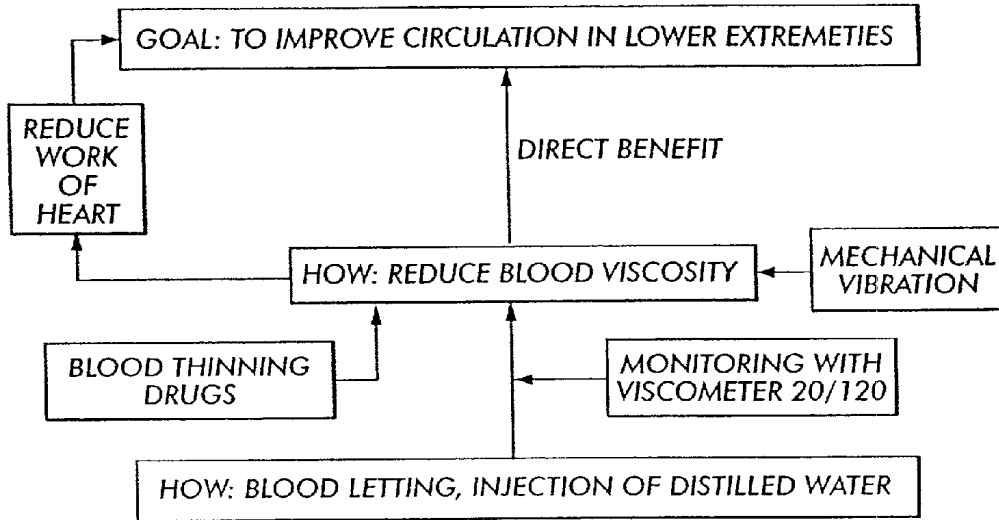 GOAL: TO IMPROVE CIRCULATION IN LOWER EXTREMETIES
REDUCE
WORK
OF
HEART
DIRECT BENEFIT
HOW: REDUCE BLOOD VISCOSITY
MECHANICAL
VIBRATION
BLOOD THINNING
DRUGS
MONITORING WITH
VISCOMETER 20/120
HOW: BLOOD LETTING, INJECTION OF DISTILLED WATER